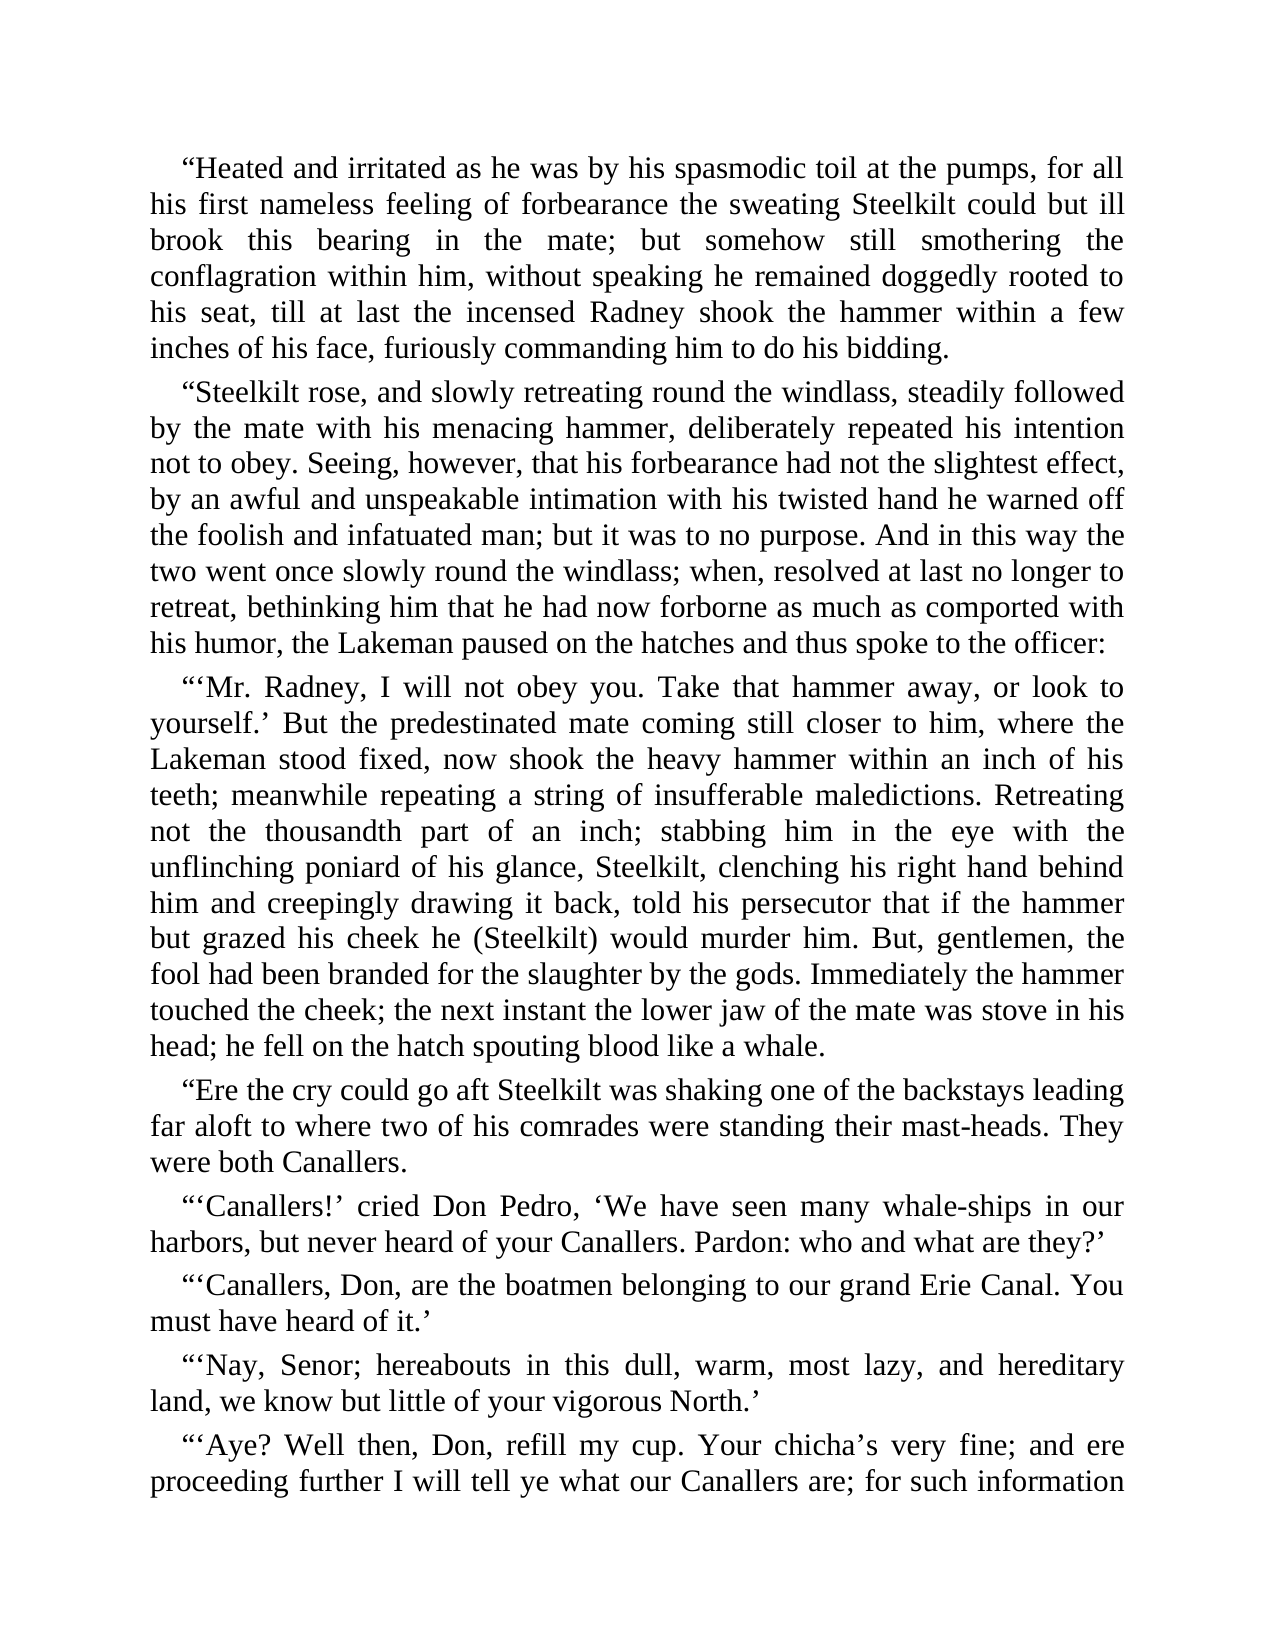 “Heated and irritated as he was by his spasmodic toil at the pumps, for all
his first nameless feeling of forbearance the sweating Steelkilt could but ill
brook this bearing in the mate; but somehow still smothering the
conflagration within him, without speaking he remained doggedly rooted to
his seat, till at last the incensed Radney shook the hammer within a few
inches of his face, furiously commanding him to do his bidding.
“Steelkilt rose, and slowly retreating round the windlass, steadily followed
by the mate with his menacing hammer, deliberately repeated his intention
not to obey. Seeing, however, that his forbearance had not the slightest effect,
by an awful and unspeakable intimation with his twisted hand he warned off
the foolish and infatuated man; but it was to no purpose. And in this way the
two went once slowly round the windlass; when, resolved at last no longer to
retreat, bethinking him that he had now forborne as much as comported with
his humor, the Lakeman paused on the hatches and thus spoke to the officer:
“‘Mr. Radney, I will not obey you. Take that hammer away, or look to
yourself.’ But the predestinated mate coming still closer to him, where the
Lakeman stood fixed, now shook the heavy hammer within an inch of his
teeth; meanwhile repeating a string of insufferable maledictions. Retreating
not the thousandth part of an inch; stabbing him in the eye with the
unflinching poniard of his glance, Steelkilt, clenching his right hand behind
him and creepingly drawing it back, told his persecutor that if the hammer
but grazed his cheek he (Steelkilt) would murder him. But, gentlemen, the
fool had been branded for the slaughter by the gods. Immediately the hammer
touched the cheek; the next instant the lower jaw of the mate was stove in his
head; he fell on the hatch spouting blood like a whale.
“Ere the cry could go aft Steelkilt was shaking one of the backstays leading
far aloft to where two of his comrades were standing their mast-heads. They
were both Canallers.
“‘Canallers!’ cried Don Pedro, ‘We have seen many whale-ships in our
harbors, but never heard of your Canallers. Pardon: who and what are they?’
“‘Canallers, Don, are the boatmen belonging to our grand Erie Canal. You
must have heard of it.’
“‘Nay, Senor; hereabouts in this dull, warm, most lazy, and hereditary
land, we know but little of your vigorous North.’
“‘Aye? Well then, Don, refill my cup. Your chicha’s very fine; and ere
proceeding further I will tell ye what our Canallers are; for such information